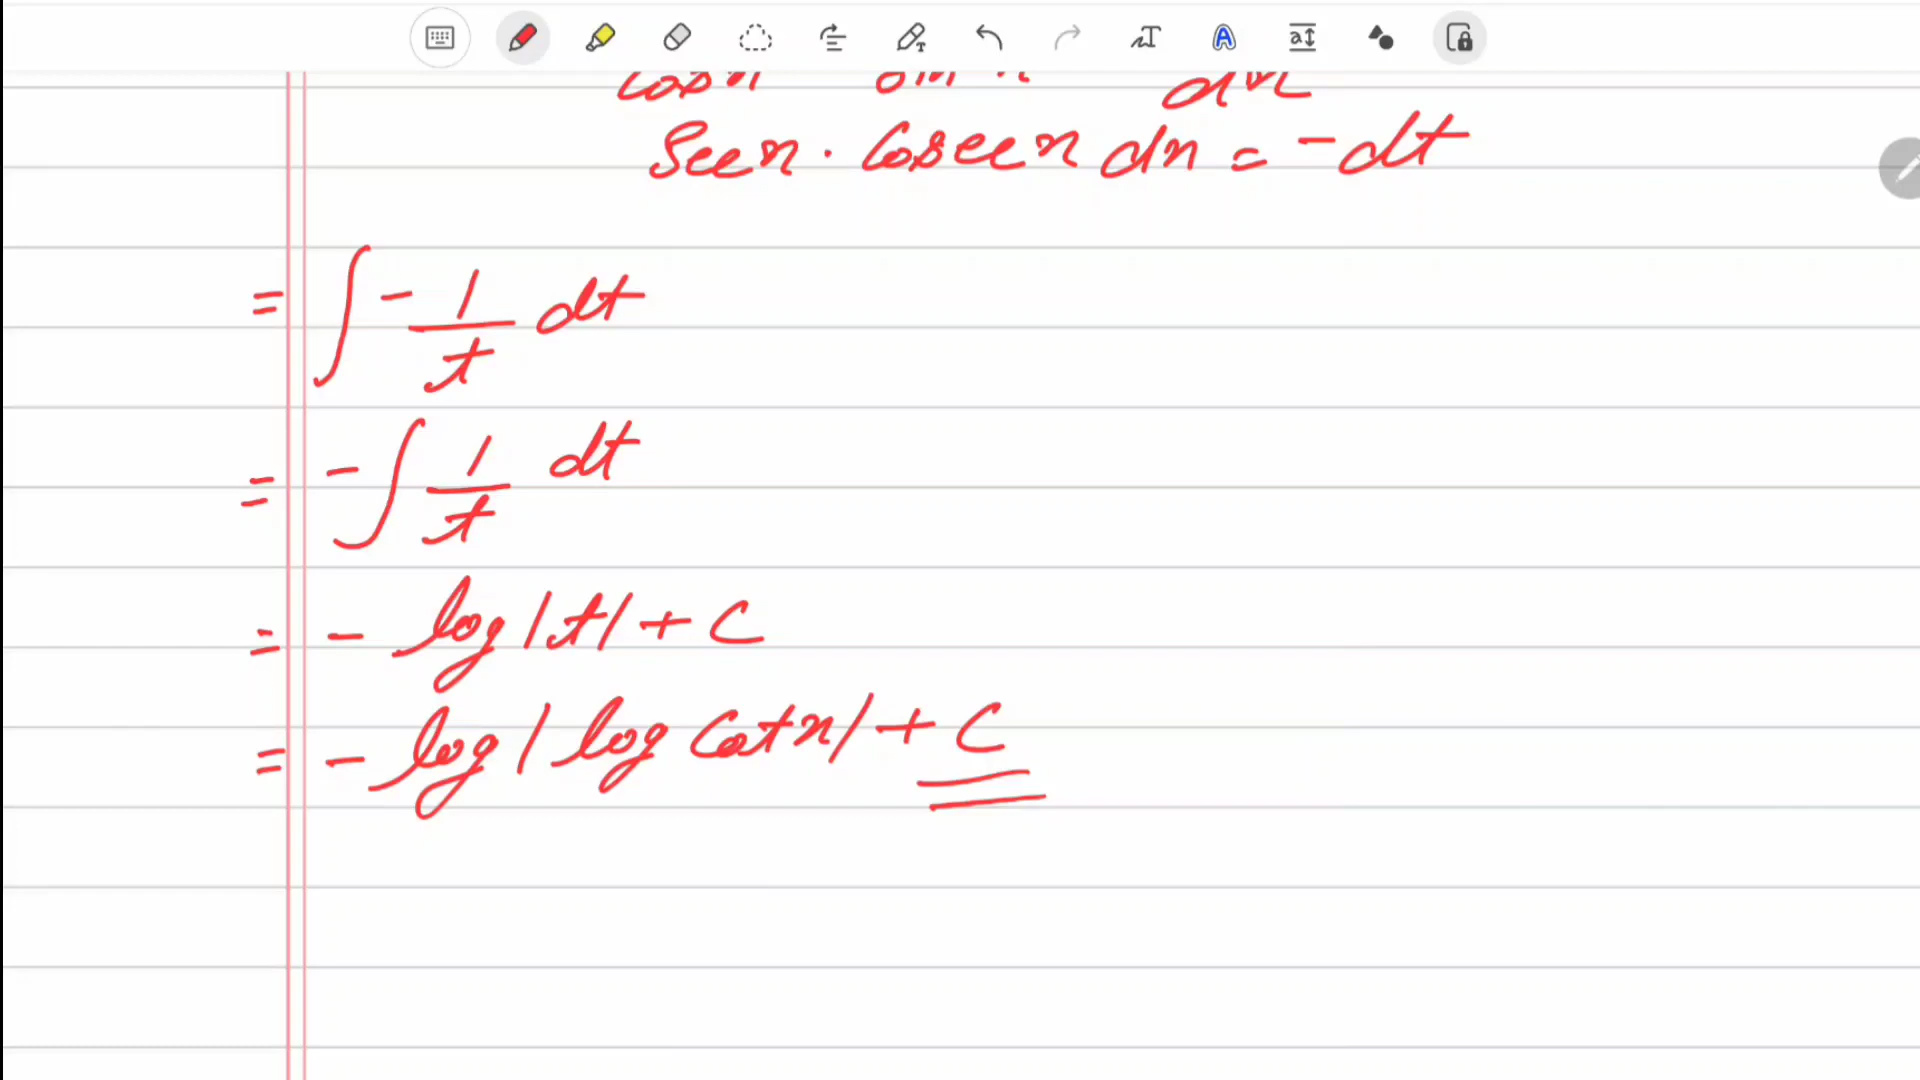 Secx · Cosecx dx = -dt
= ∫ - 1/t dt
= - ∫ 1/t dt
= - log |t| + C
= - log | log Cotx | + C